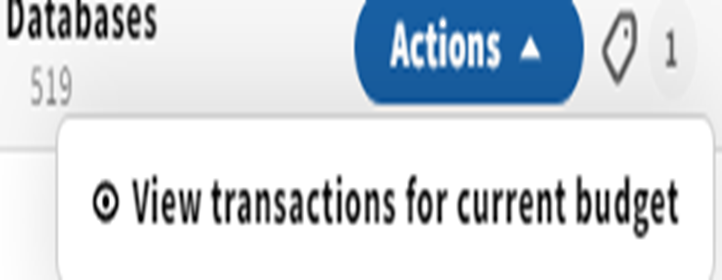 Databases
519
Actions
1
View transactions for current budget